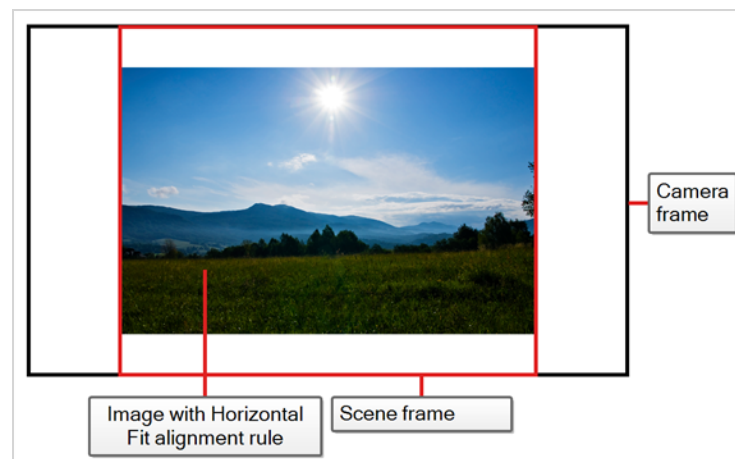 Camera
frame
Image with Horizontal
Fit alignment rule
Scene frame